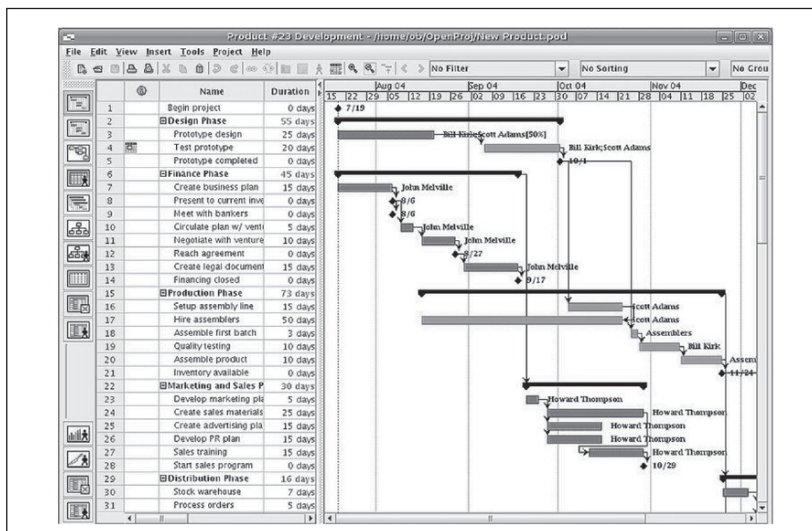 Product #23 Development - /home/ob/OpenProj/New Product.pod
File Edit View Insert Tools Project Help
No Filter No Sorting No Grou
Name Duration
Aug 04 Sep 04 Oct 04 Nov 04 Dec
15 22 29 05 12 19 26 02 09 16 23 30 07 14 21 28 04 11 18 25 02
1 Begin project 0 days 7/19
2 Design Phase 55 days
3 Prototype design 25 days Bill Kirk;Scott Adams[50%]
4 Test prototype 20 days Bill Kirk;Scott Adams
5 Prototype completed 0 days 10/1
6 Finance Phase 45 days
7 Create business plan 15 days John Melville
8 Present to current inve 0 days 8/6
9 Meet with bankers 0 days 8/6
10 Circulate plan w/ vent 5 days John Melville
11 Negotiate with venture 10 days John Melville
12 Reach agreement 0 days 8/27
13 Create legal document 15 days John Melville
14 Financing closed 0 days 9/17
15 Production Phase 73 days
16 Setup assembly line 15 days Scott Adams
17 Hire assemblers 50 days Scott Adams
18 Assemble first batch 3 days Assemblers
19 Quality testing 10 days Bill Kirk
20 Assemble product 10 days Assem
21 Inventory available 0 days 11/24
22 Marketing and Sales P 30 days
23 Develop marketing pla 5 days Howard Thompson
24 Create sales materials 25 days Howard Thompson
25 Create advertising pla 15 days Howard Thompson
26 Develop PR plan 15 days Howard Thompson
27 Sales training 15 days Howard Thompson
28 Start sales program 0 days 10/29
29 Distribution Phase 16 days
30 Stock warehouse 7 days
31 Process orders 5 days